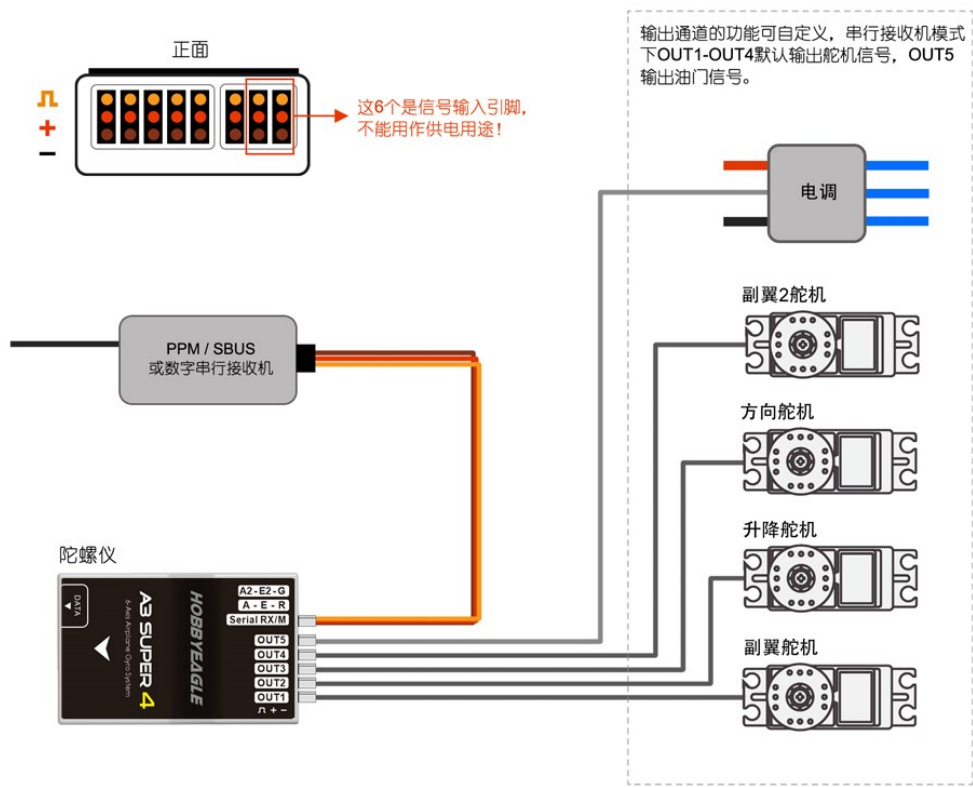 输出通道的功能可自定义，串行接收机模式
下OUT1-OUT4默认输出舵机信号，OUT5
输出油门信号。
正面
这6个是信号输入引脚，
不能用作供电用途！
+
−
电调
副翼2舵机
PPM / SBUS
或数字串行接收机
方向舵机
升降舵机
陀螺仪
DATA
A3 SUPER 4
6-Axis Airplane Gyro System
HOBBYEAGLE
A2-E2-G
A - E - R
Serial RX/M
OUT5
OUT4
OUT3
OUT2
OUT1
+ −
副翼舵机